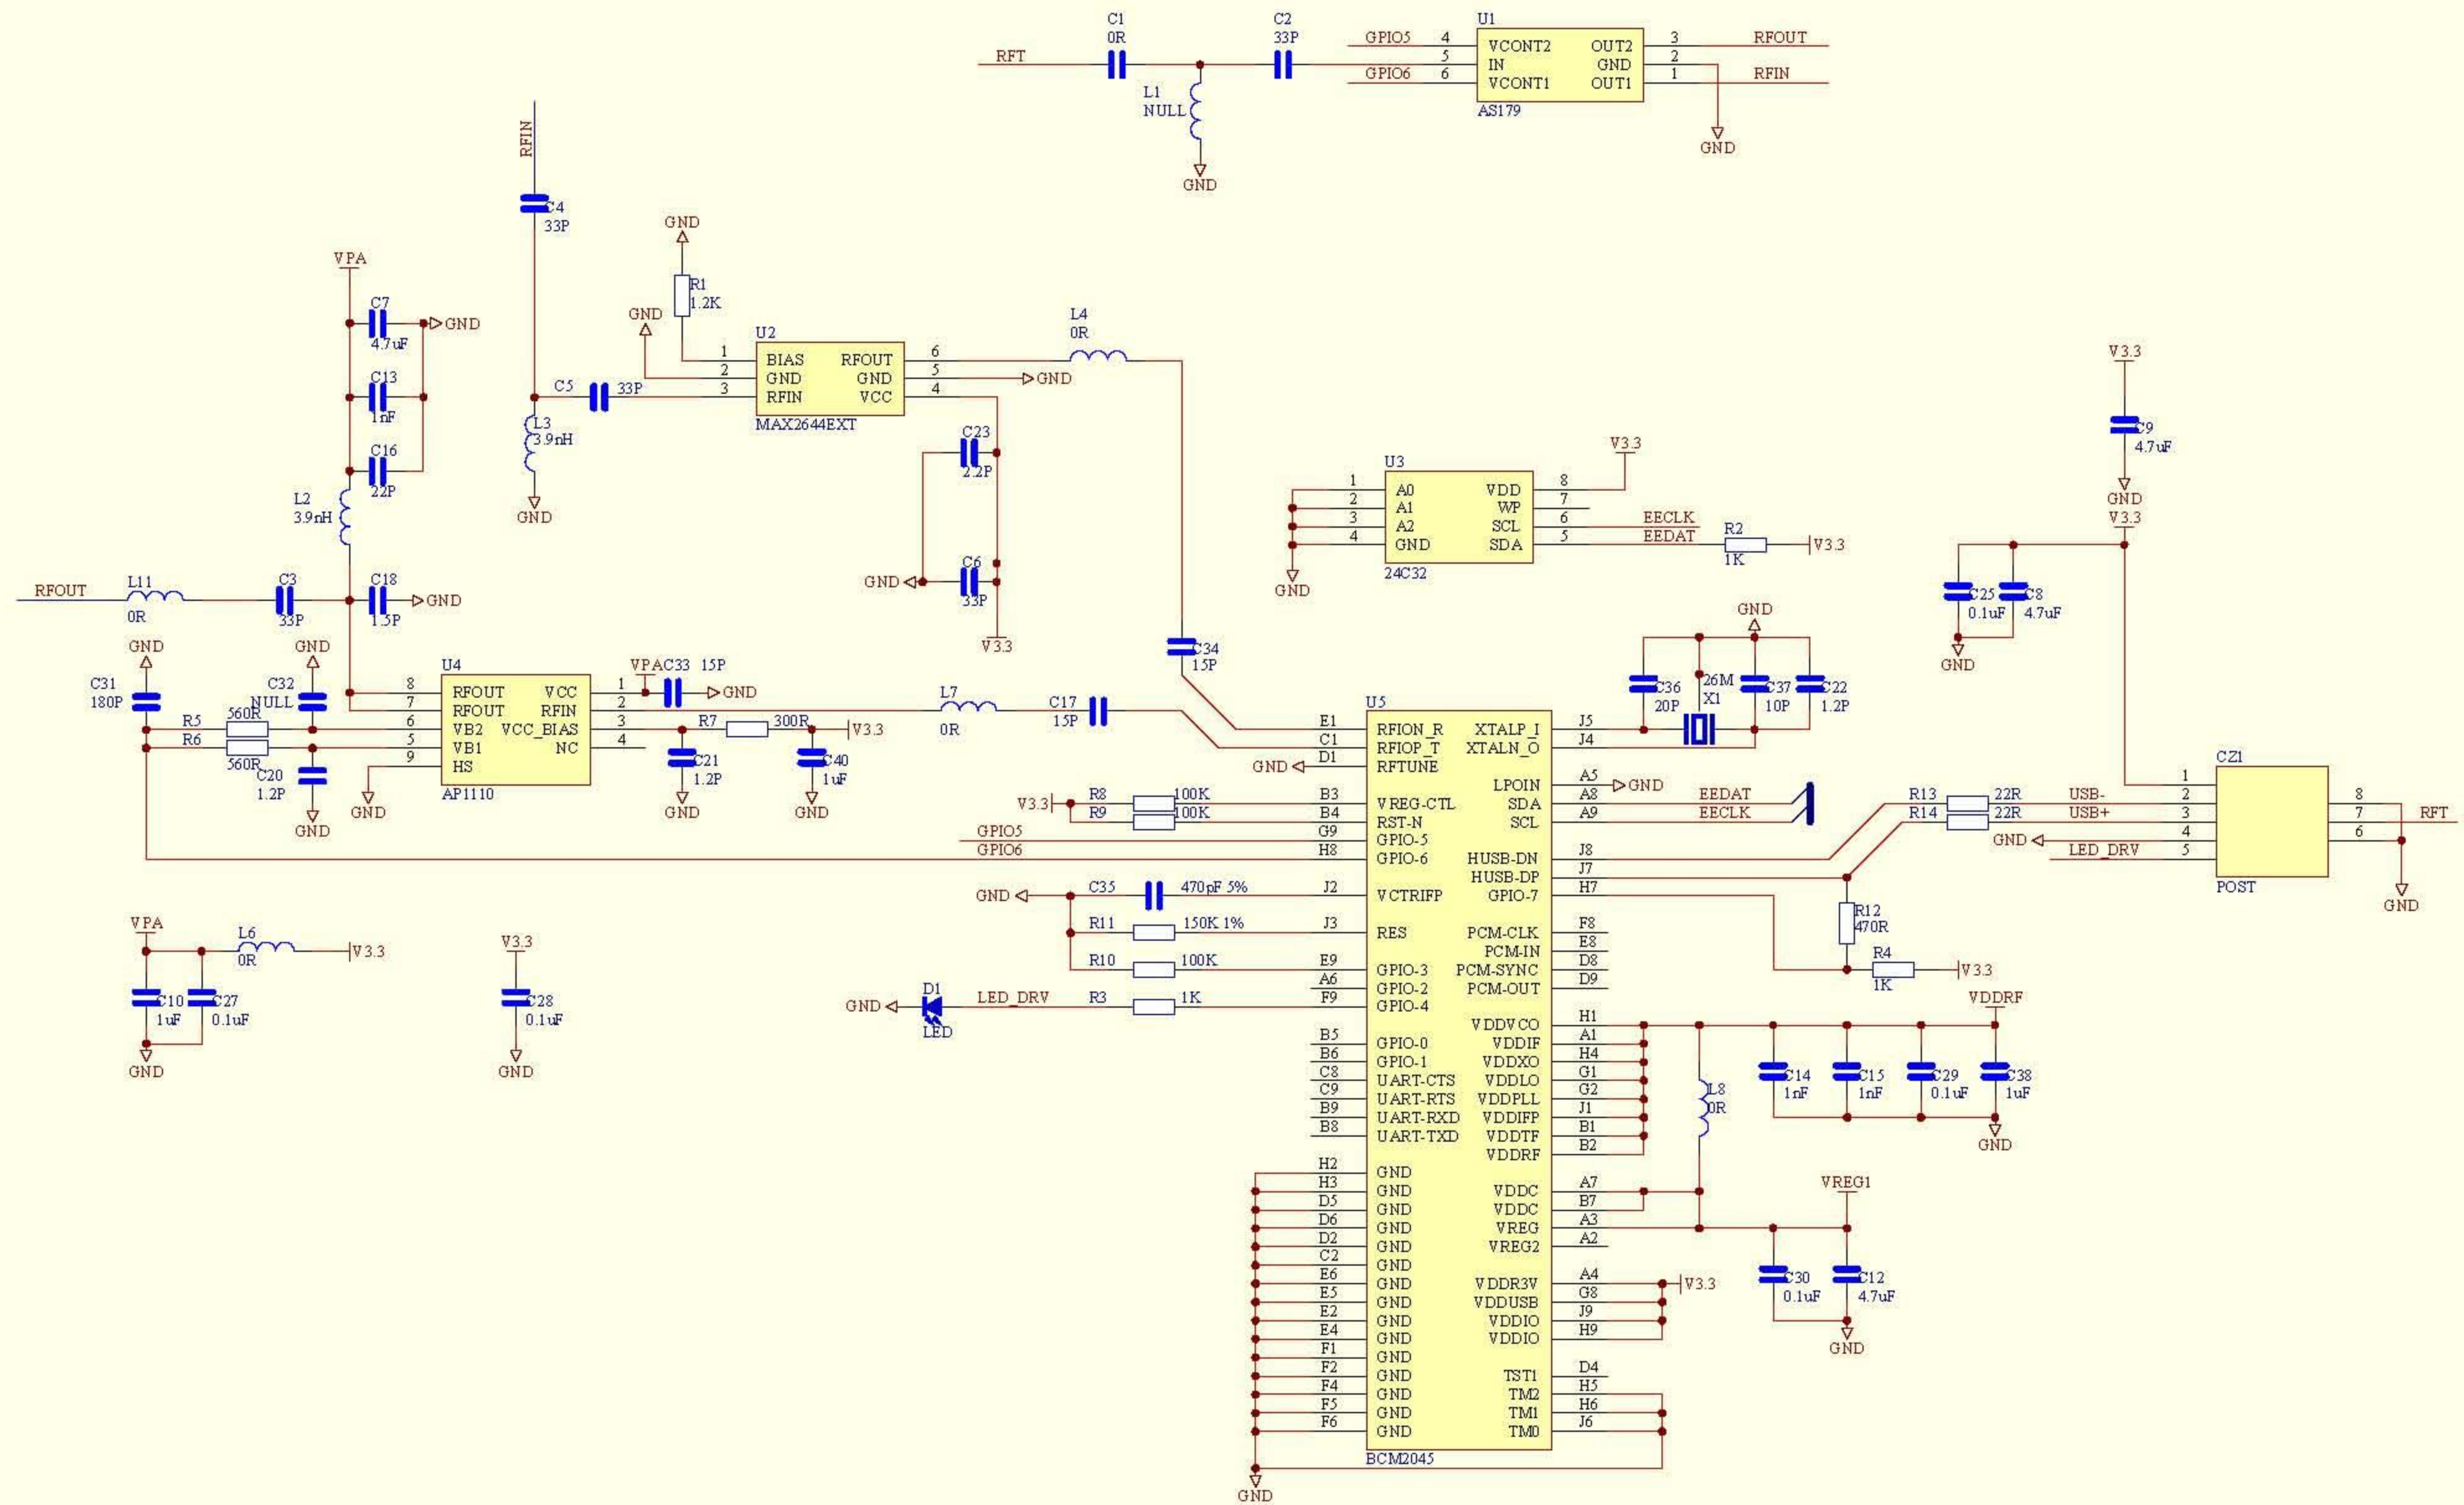 C1
0R
RFT
L1
NULL
GND
C2
33P
U1
GPIO5 4 VCONT2 OUT2 3 RFOUT
5 IN GND 2
GPIO6 6 VCONT1 OUT1 1 RFIN
AS179
GND
RFIN
C4
33P
GND
R1
1.2K
GND
VPA
C7
4.7uF
GND
C13
1nF
C16
22P
L2
3.9nH
C5 33P
L3
3.9nH
GND
U2
1 BIAS RFOUT 6
2 GND GND 5 GND
3 RFIN VCC 4
MAX2644EXT
L4
0R
C23
2.2P
C6
33P
GND
V3.3
RFOUT
L11
0R
C3
33P
C18
1.5P
GND
U3
1 A0 VDD 8 V3.3
2 A1 WP 7
3 A2 SCL 6 EECLK
4 GND SDA 5 EEDAT
24C32
GND
R2
1K
V3.3
V3.3
C9
4.7uF
GND
V3.3
C25
0.1uF
C8
4.7uF
GND
GND
C31
180P
GND
C32
NULL
R5 560R
R6 560R
C20
1.2P
GND
GND
U4
8 RFOUT VCC 1
7 RFOUT RFIN 2
6 VB2 VCC_BIAS 3
5 VB1 NC 4
9 HS
AP1110
VPA
C33 15P
GND
R7 300R
V3.3
C21
1.2P
GND
C40
1uF
GND
L7
0R
C17
15P
C34
15P
GND
C36
20P
26M
X1
C37
10P
C22
1.2P
U5
E1 RFION_R XTALP_I J5
C1 RFIOP_T XTALN_O J4
GND D1 RFTUNE
LPOIN A5 GND
V3.3 R8 100K B3 VREG-CTL SDA A8 EEDAT
R9 100K B4 RST-N SCL A9 EECLK
GPIO5 G9 GPIO-5
GPIO6 H8 GPIO-6 HUSB-DN J8
HUSB-DP J7
GND C35 470pF 5% J2 VCTRIFP GPIO-7 H7
R11 150K 1% J3 RES PCM-CLK F8
PCM-IN E8
R10 100K E9 GPIO-3 PCM-SYNC D8
A6 GPIO-2 PCM-OUT D9
GND D1 LED LED_DRV R3 1K F9 GPIO-4
VDDVCO H1
B5 GPIO-0 VDDIF A1
B6 GPIO-1 VDDXO H4
C8 UART-CTS VDDLO G1
C9 UART-RTS VDDPLL G2
B9 UART-RXD VDDIFP J1
B8 UART-TXD VDDTF B1
VDDRF B2
H2 GND
H3 GND VDDC A7
D5 GND VDDC B7
D6 GND VREG A3
D2 GND VREG2 A2
C2 GND
E6 GND VDDR3V A4 V3.3
E5 GND VDDUSB G8
E2 GND VDDIO J9
E4 GND VDDIO H9
F1 GND
F2 GND TST1 D4
F4 GND TM2 H5
F5 GND TM1 H6
F6 GND TM0 J6
BCM2045
GND
R13 22R USB-
R14 22R USB+
GND
LED_DRV
CZ1
1
2 8
3 7 RFT
4 6
5
POST
GND
R12
470R
R4
1K
V3.3
VDDRF
L8
0R
C14
1nF
C15
1nF
C29
0.1uF
C38
1uF
GND
VREG1
C30
0.1uF
C12
4.7uF
GND
VPA
L6
0R
V3.3
C10
1uF
C27
0.1uF
GND
V3.3
C28
0.1uF
GND